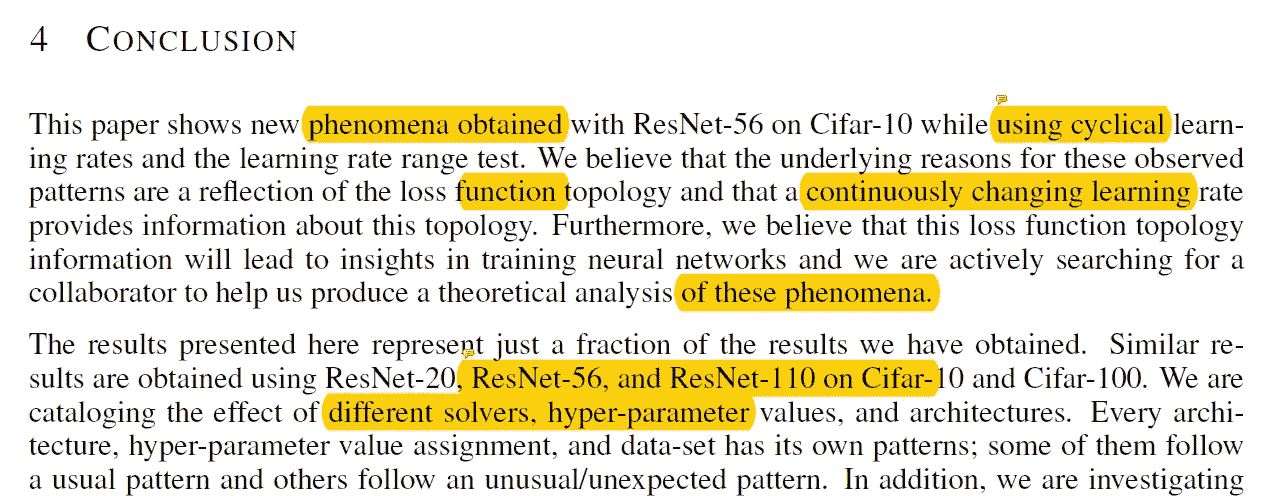 4 CONCLUSION
This paper shows new phenomena obtained with ResNet-56 on Cifar-10 while using cyclical learn-
ing rates and the learning rate range test. We believe that the underlying reasons for these observed
patterns are a reflection of the loss function topology and that a continuously changing learning rate
provides information about this topology. Furthermore, we believe that this loss function topology
information will lead to insights in training neural networks and we are actively searching for a
collaborator to help us produce a theoretical analysis of these phenomena.
The results presented here represent just a fraction of the results we have obtained. Similar re-
sults are obtained using ResNet-20, ResNet-56, and ResNet-110 on Cifar-10 and Cifar-100. We are
cataloging the effect of different solvers, hyper-parameter values, and architectures. Every archi-
tecture, hyper-parameter value assignment, and data-set has its own patterns; some of them follow
a usual pattern and others follow an unusual/unexpected pattern. In addition, we are investigating